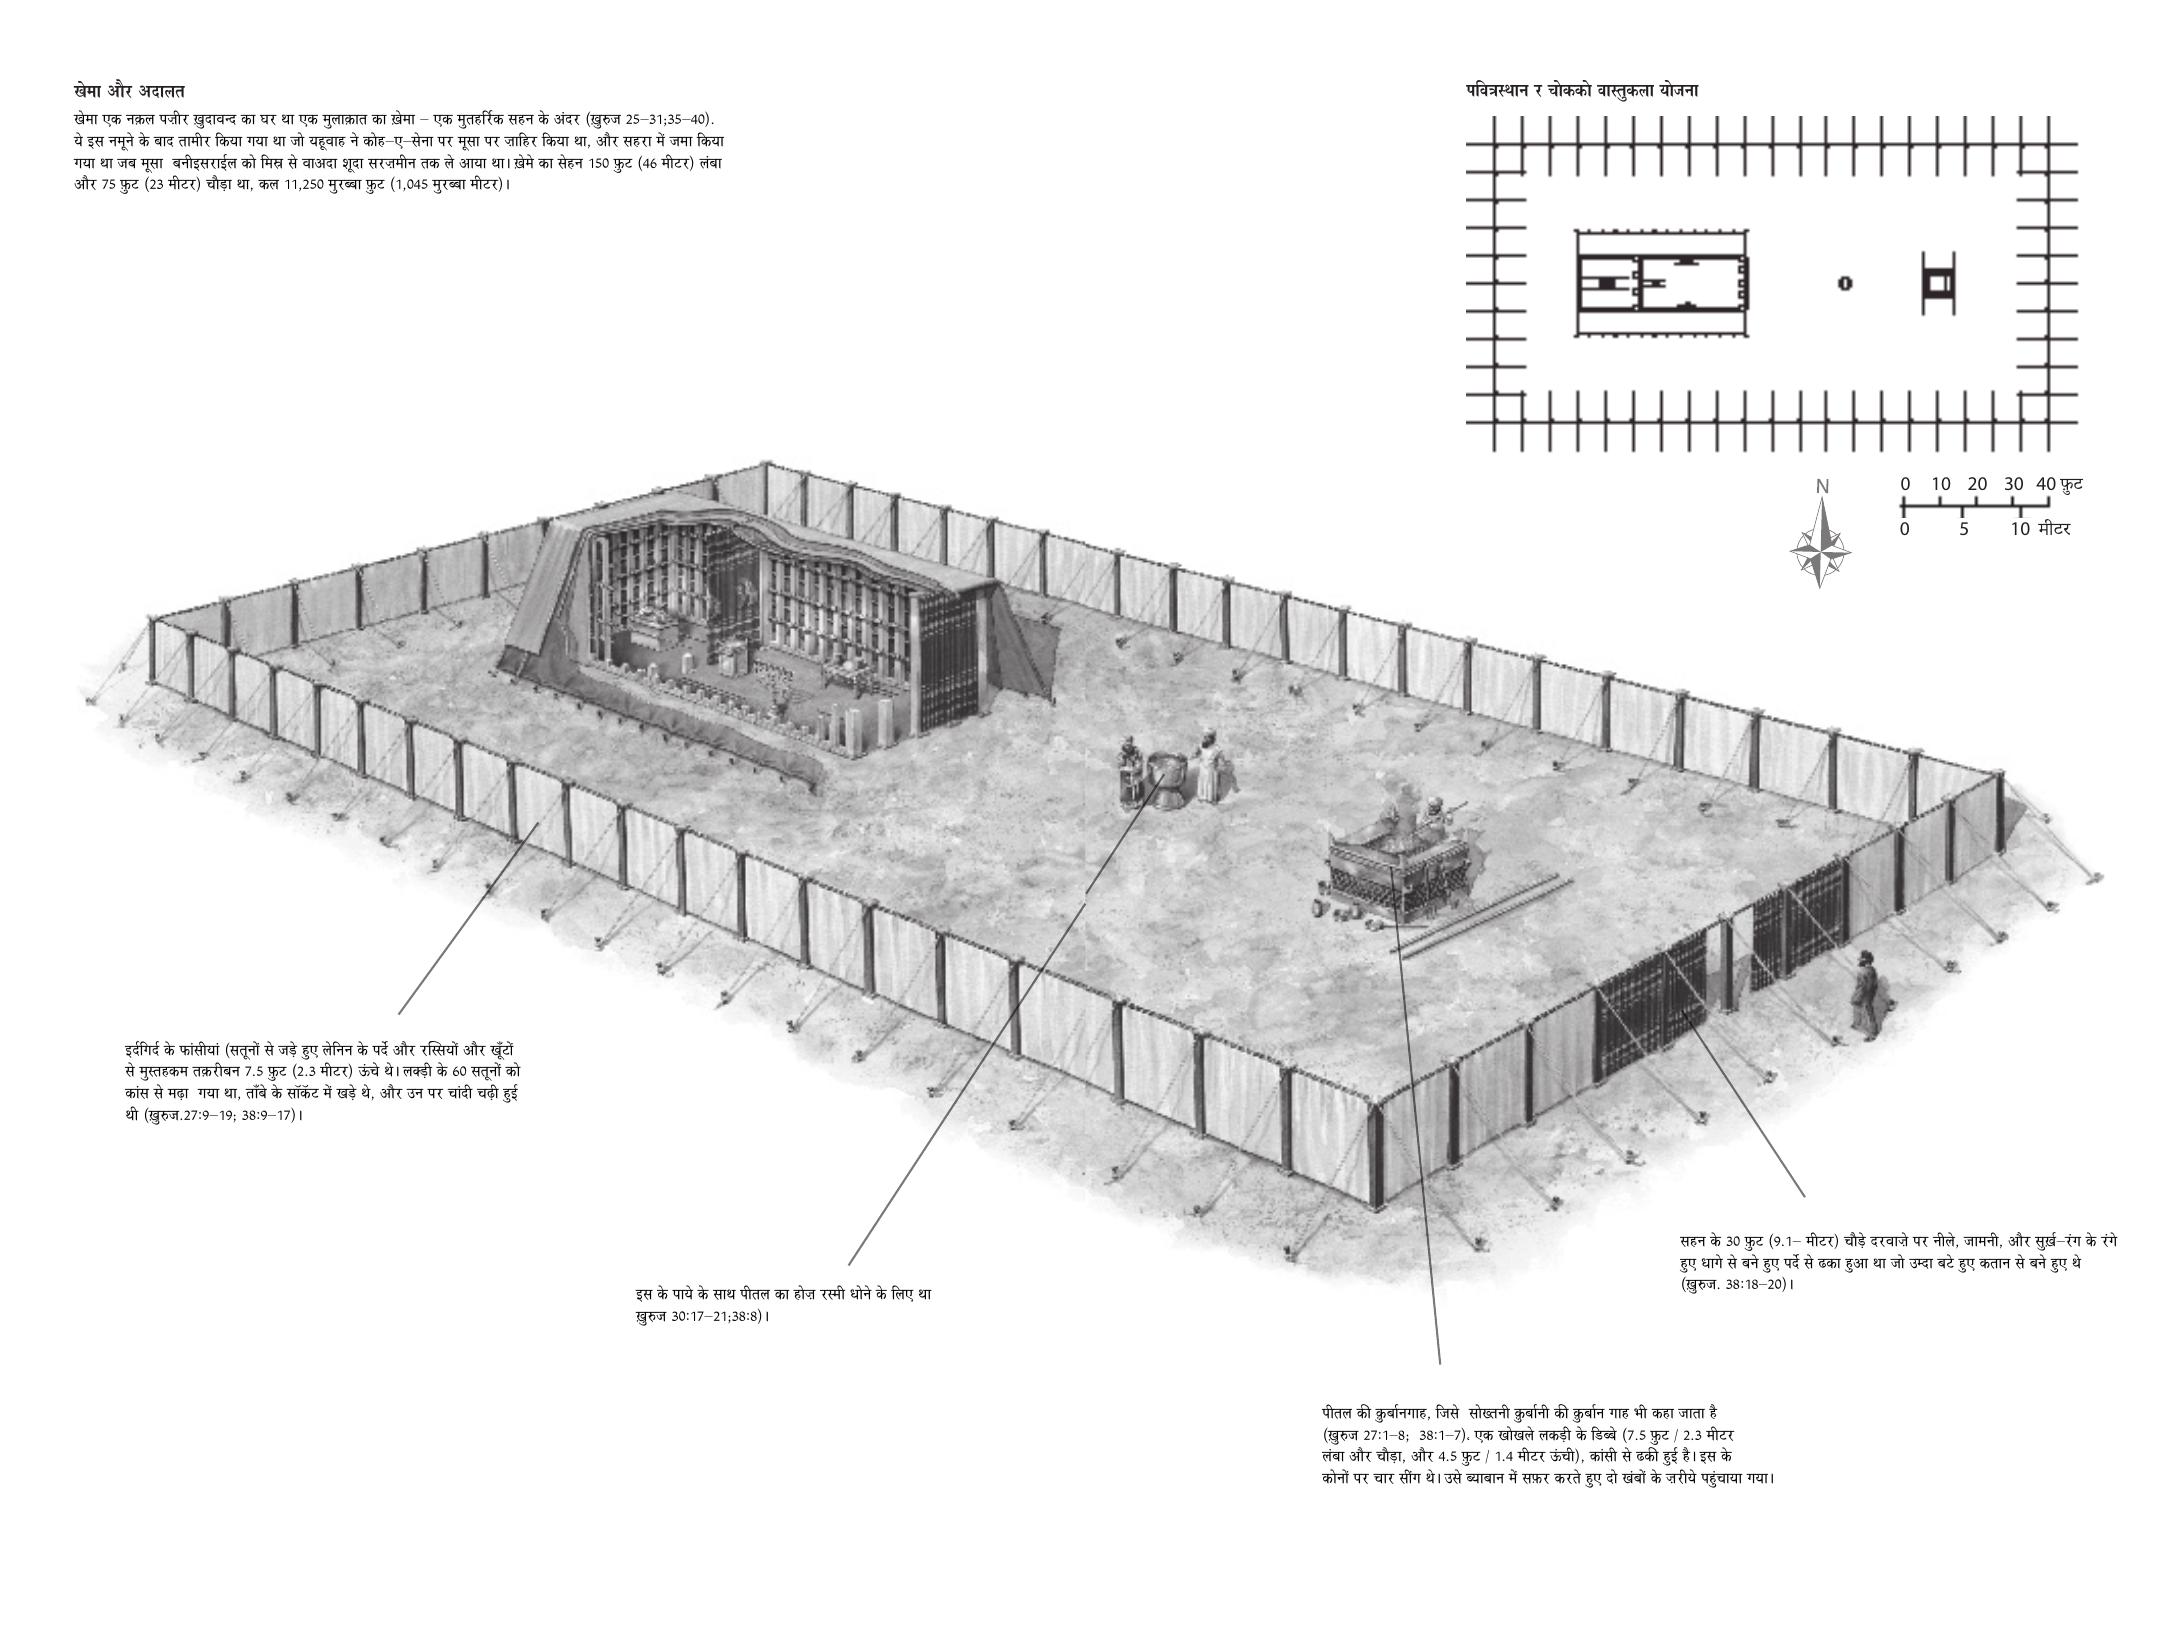 खेमा और अदालत
खेमा एक नक़ल पज़ीर ख़ुदावन्द का घर था एक मुलाक़ात का ख़ेमा – एक मुतहर्रिक सहन के अंदर (ख़ुरुज 25–31;35–40).
ये इस नमूने के बाद तामीर किया गया था जो यहूवाह ने कोह–ए–सेना पर मूसा पर ज़ाहिर किया था, और सहरा में जमा किया
गया था जब मूसा बनीइसराईल को मिस्र से वाअदा शूदा सरज़मीन तक ले आया था। ख़ेमे का सेहन 150 फ़ुट (46 मीटर) लंबा
और 75 फ़ुट (23 मीटर) चौड़ा था, कल 11,250 मुरब्बा फ़ुट (1,045 मुरब्बा मीटर)।
पवित्रस्थान र चोकको वास्तुकला योजना
N
0 10 20 30 40 फ़ुट
0 5 10 मीटर
इर्दगिर्द के फांसीयां (सतूनों से जड़े हुए लेनिन के पर्दे और रस्सियों और खूँटों
से मुस्तहकम तक़रीबन 7.5 फ़ुट (2.3 मीटर) ऊंचे थे। लक्ड़ी के 60 सतूनों को
कांस से मढ़ा गया था, ताँबे के सॉकॅट में खड़े थे, और उन पर चांदी चढ़ी हुई
थी (ख़ुरुज.27:9–19; 38:9–17)।
इस के पाये के साथ पीतल का होज़ रस्मी धोने के लिए था
ख़ुरुज 30:17–21;38:8)।
सहन के 30 फ़ुट (9.1– मीटर) चौड़े दरवाज़े पर नीले, जामनी, और सुर्ख़–रंग के रंगे
हुए धागे से बने हुए पर्दे से ढका हुआ था जो उम्दा बटे हुए कतान से बने हुए थे
(ख़ुरुज. 38:18–20)।
पीतल की क़ुर्बानगाह, जिसे सोख्तनी क़ुर्बानी की क़ुर्बान गाह भी कहा जाता है
(ख़ुरुज 27:1–8; 38:1–7). एक खोखले लकड़ी के डिब्बे (7.5 फ़ुट / 2.3 मीटर
लंबा और चौड़ा, और 4.5 फ़ुट / 1.4 मीटर ऊंची), कांसी से ढकी हुई है। इस के
कोनों पर चार सींग थे। उसे ब्याबान में सफ़र करते हुए दो खंबों के ज़रीये पहुंचाया गया।